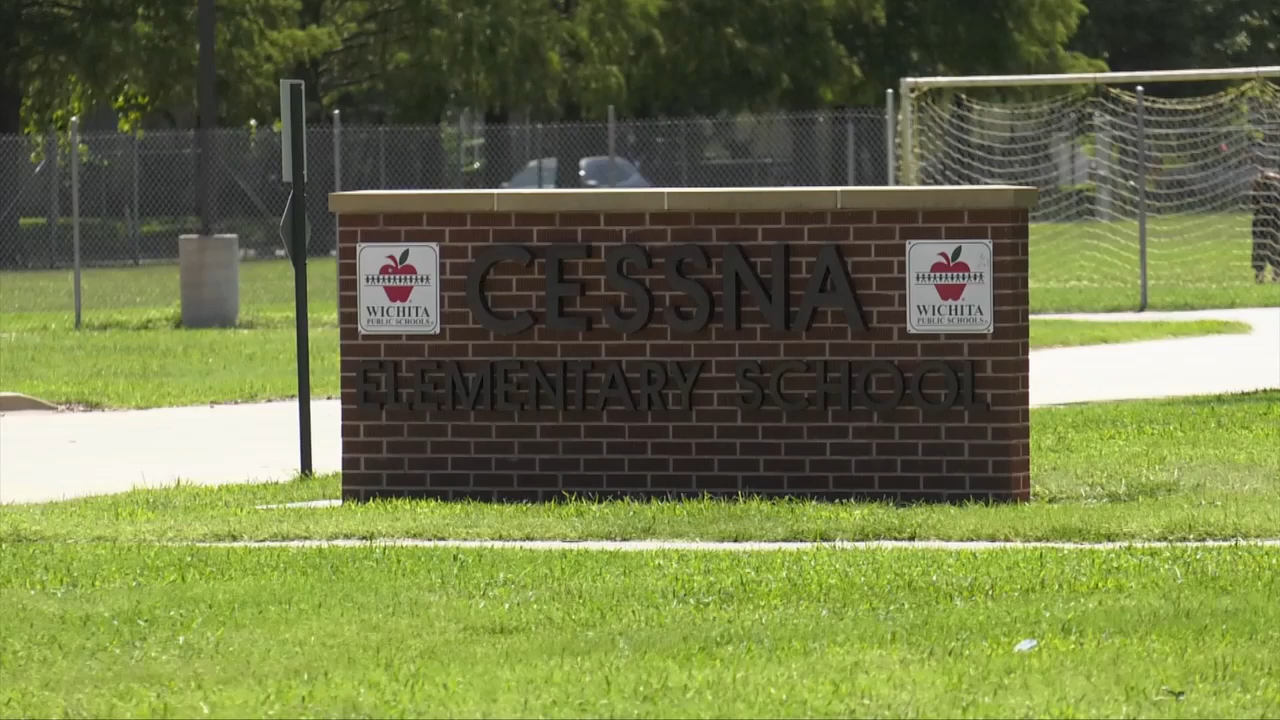 CESSNA
ELEMENTARY SCHOOL
WICHITA
PUBLIC SCHOOLS
WICHITA
PUBLIC SCHOOLS